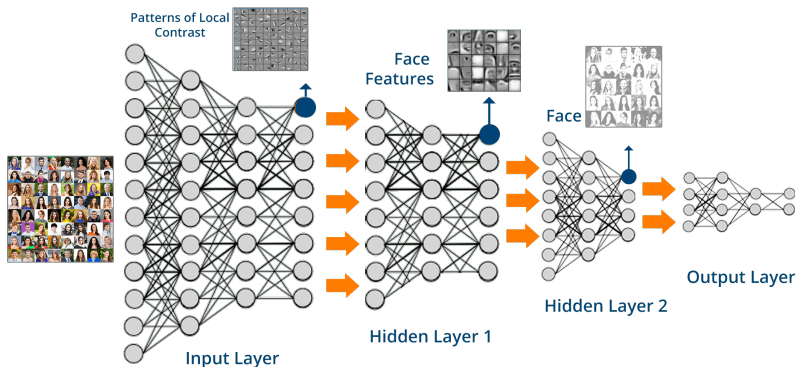 Patterns of Local
Contrast
Face
Features
Face
Input Layer
Hidden Layer 1
Hidden Layer 2
Output Layer